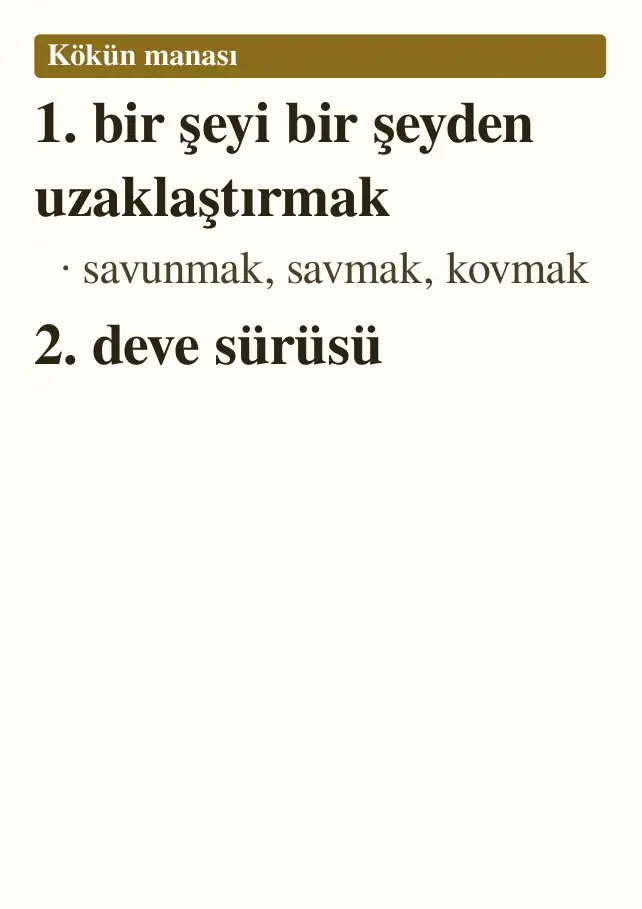 Kökün manası
1. bir şeyi bir şeyden
uzaklaştırmak
· savunmak, savmak, kovmak
2. deve sürüsü